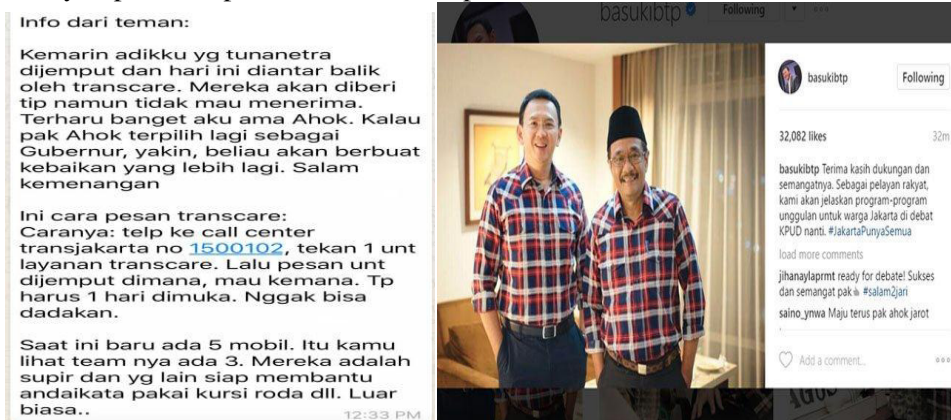 Info dari teman:
Kemarin adikku yg tunanetra
dijemput dan hari ini diantar balik
oleh transcare. Mereka akan diberi
tip namun tidak mau menerima.
Terharu banget aku ama Ahok. Kalau
pak Ahok terpilih lagi sebagai
Gubernur, yakin, beliau akan berbuat
kebaikan yang lebih lagi. Salam
kemenangan
Ini cara pesan transcare:
Caranya: telp ke call center
transjakarta no 1500102, tekan 1 unt
layanan transcare. Lalu pesan unt
dijemput dimana, mau kemana. Tp
harus 1 hari dimuka. Nggak bisa
dadakan.
Saat ini baru ada 5 mobil. Itu kamu
lihat team nya ada 3. Mereka adalah
supir dan yg lain siap membantu
andaikata pakai kursi roda dll. Luar
biasa..
12:33 PM
basukibtp Following
basukibtp Following
32,082 likes 32m
basukibtp Terima kasih dukungan dan
semangatnya. Sebagai pelayan rakyat,
kami akan jelaskan program-program
unggulan untuk warga Jakarta di debat
KPUD nanti. #JakartaPunyaSemua
load more comments
jihanaylaprmt ready for debate! Sukses
dan semangat pak #salam2jari
saino_ynwa Maju terus pak ahok jarot
Add a comment...